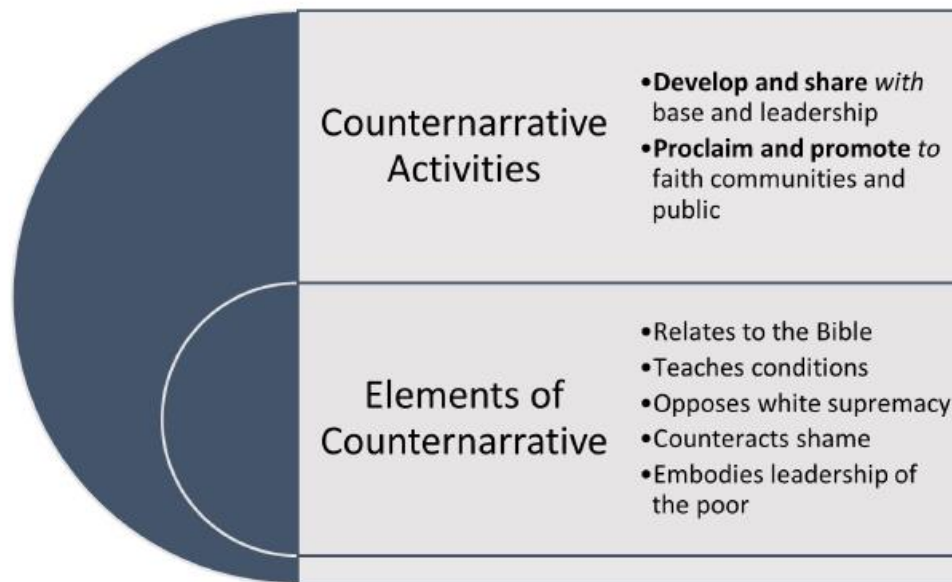 Counternarrative
Activities
•Develop and share with
base and leadership
•Proclaim and promote to
faith communities and
public
Elements of
Counternarrative
•Relates to the Bible
•Teaches conditions
•Opposes white supremacy
•Counteracts shame
•Embodies leadership of
the poor